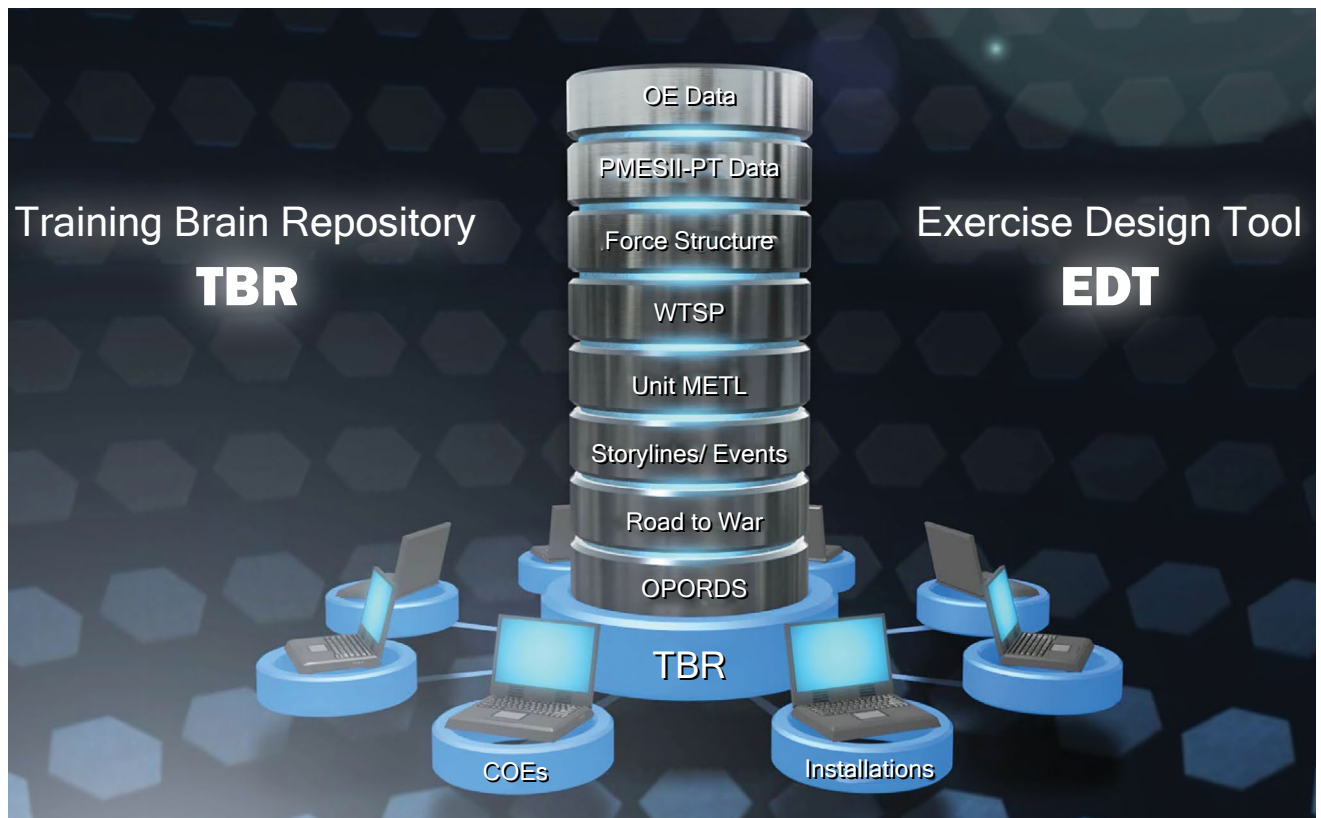 Training Brain Repository
TBR
OE Data
PMESII-PT Data
Force Structure
WTSP
Unit METL
Storylines/ Events
Road to War
OPORDS
TBR
COEs
Installations
Exercise Design Tool
EDT